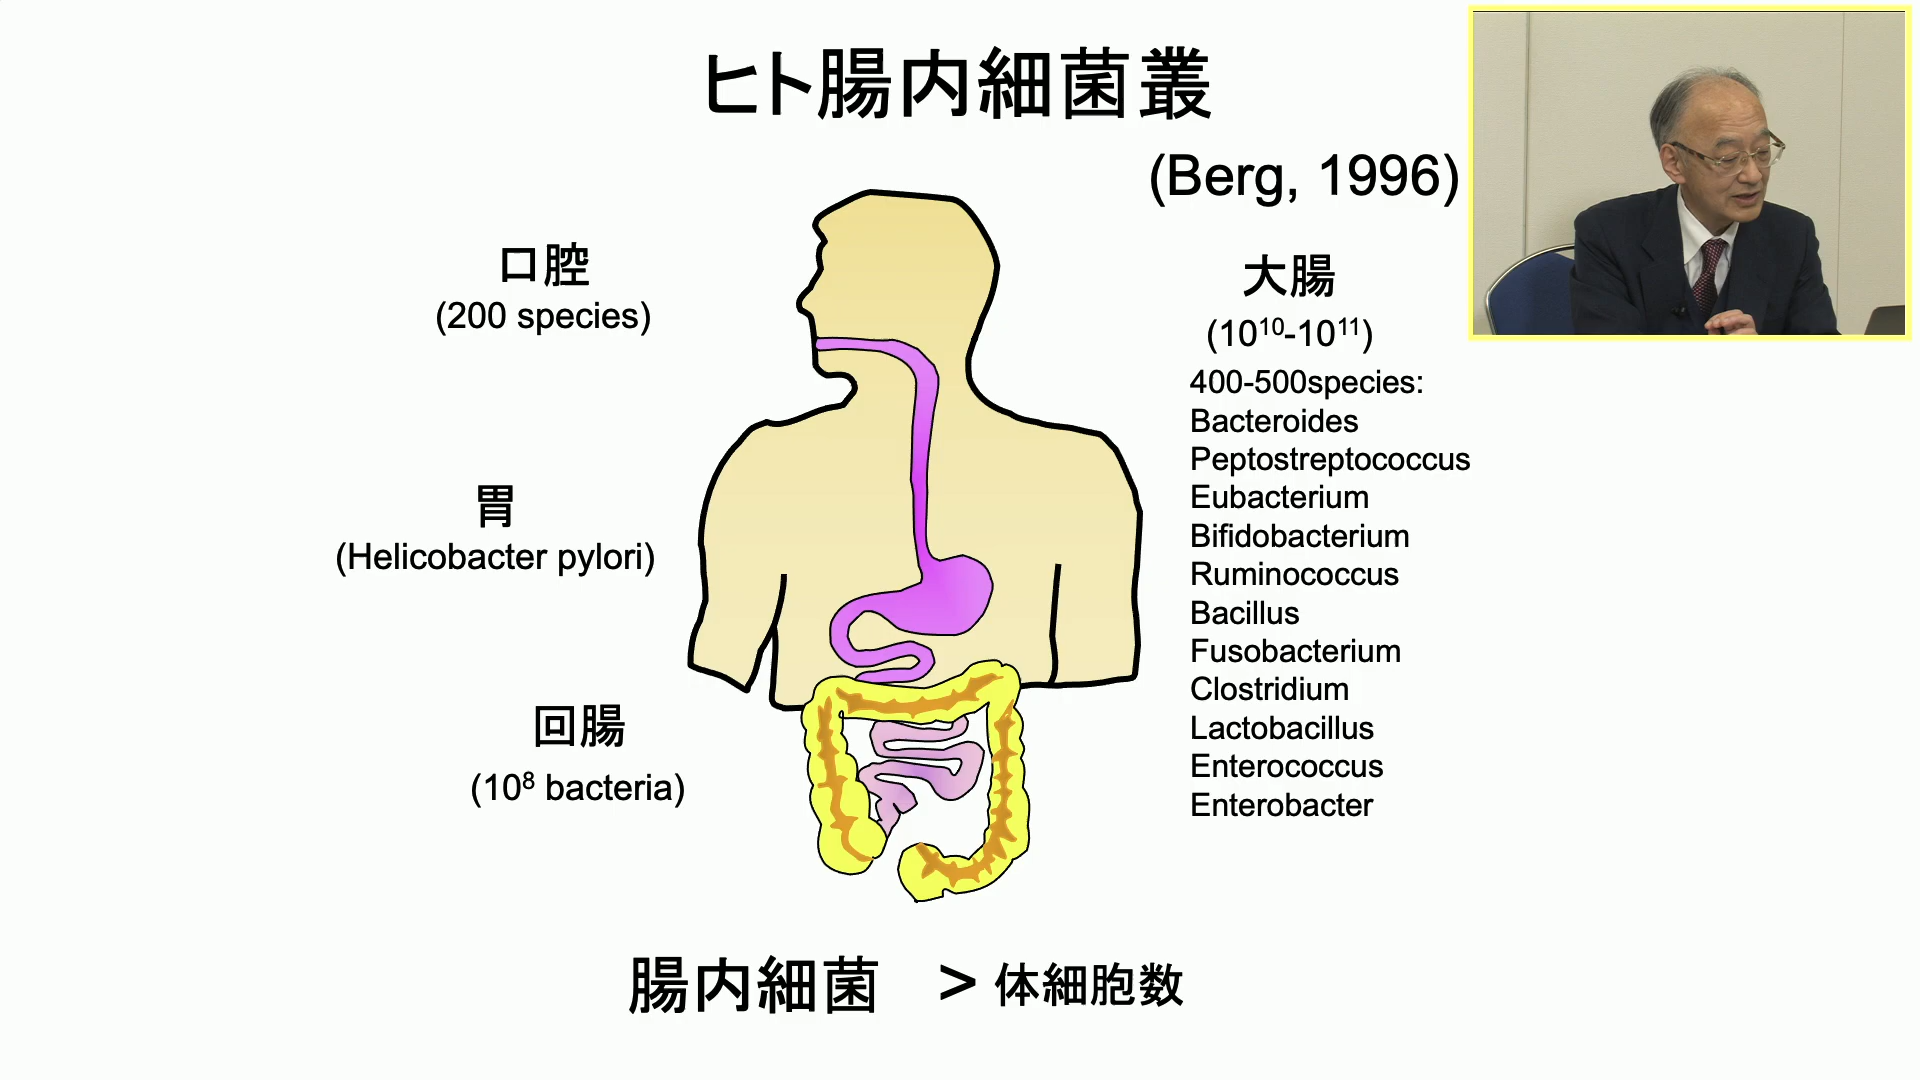 ヒト腸内細菌叢
(Berg, 1996)
口腔
(200 species)
胃
(Helicobacter pylori)
回腸
(10⁸ bacteria)
大腸
(10¹⁰-10¹¹)
400-500species:
Bacteroides
Peptostreptococcus
Eubacterium
Bifidobacterium
Ruminococcus
Bacillus
Fusobacterium
Clostridium
Lactobacillus
Enterococcus
Enterobacter
腸内細菌 > 体細胞数